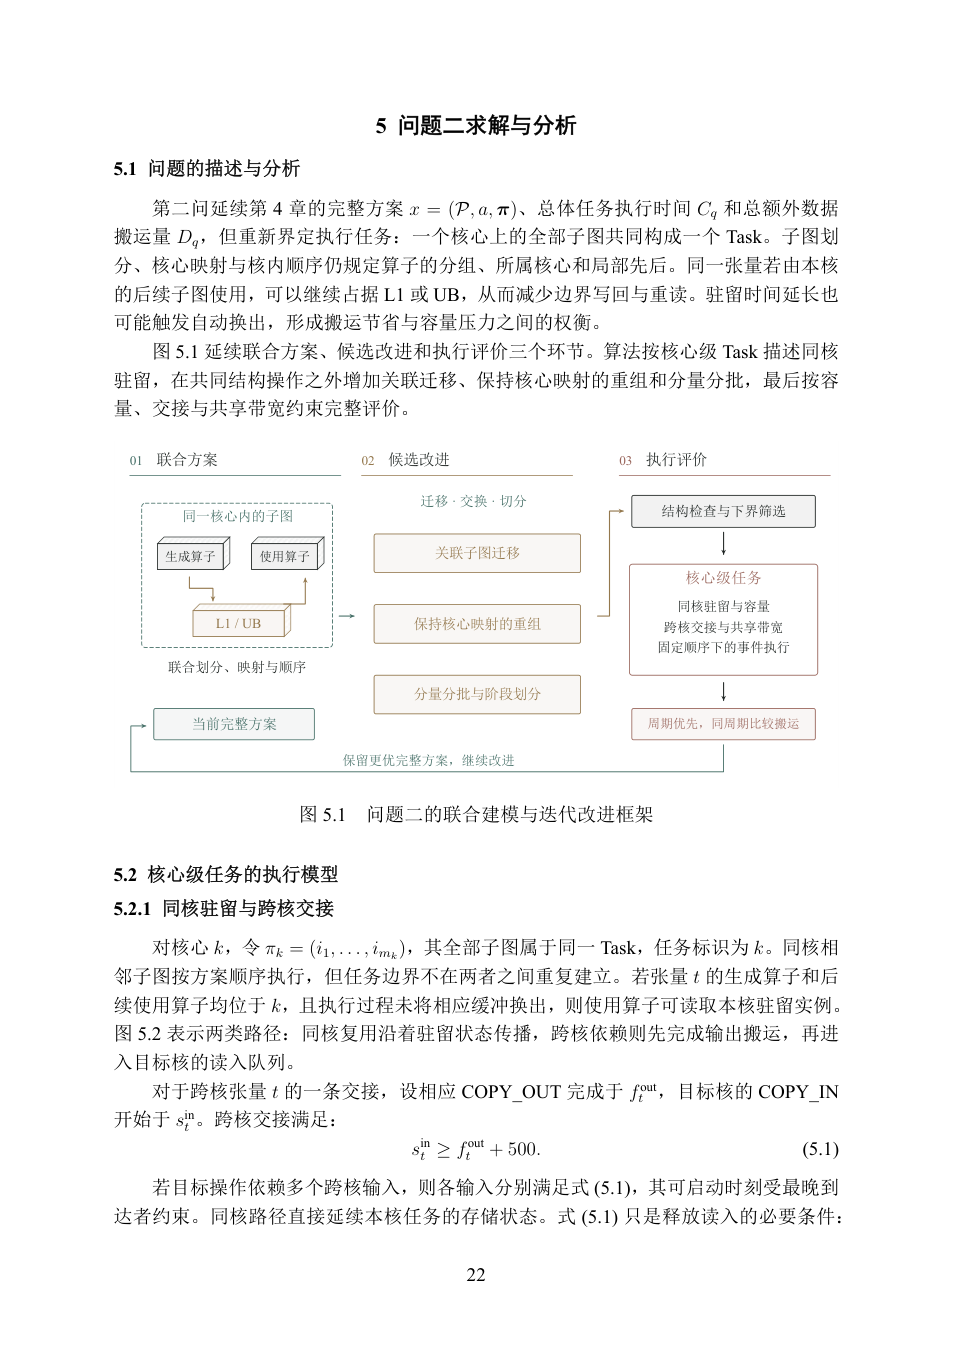 5 问题二求解与分析
5.1 问题的描述与分析
第二问延续第 4 章的完整方案 x = (𝒫, a, π)、总体任务执行时间 C_q 和总额外数据
搬运量 D_q，但重新界定执行任务：一个核心上的全部子图共同构成一个 Task。子图划
分、核心映射与核内顺序仍规定算子的分组、所属核心和局部先后。同一张量若由本核
的后续子图使用，可以继续占据 L1 或 UB，从而减少边界写回与重读。驻留时间延长也
可能触发自动换出，形成搬运节省与容量压力之间的权衡。
图 5.1 延续联合方案、候选改进和执行评价三个环节。算法按核心级 Task 描述同核
驻留，在共同结构操作之外增加关联迁移、保持核心映射的重组和分量分批，最后按容
量、交接与共享带宽约束完整评价。
01 联合方案
同一核心内的子图
生成算子
使用算子
L1 / UB
联合划分、映射与顺序
当前完整方案
02 候选改进
迁移 · 交换 · 切分
关联子图迁移
保持核心映射的重组
分量分批与阶段划分
03 执行评价
结构检查与下界筛选
核心级任务
同核驻留与容量
跨核交接与共享带宽
固定顺序下的事件执行
周期优先，同周期比较搬运
保留更优完整方案，继续改进
图 5.1 问题二的联合建模与迭代改进框架
5.2 核心级任务的执行模型
5.2.1 同核驻留与跨核交接
对核心 k，令 π_k = (i_1, . . . , i_{m_k})，其全部子图属于同一 Task，任务标识为 k。同核相
邻子图按方案顺序执行，但任务边界不在两者之间重复建立。若张量 t 的生成算子和后
续使用算子均位于 k，且执行过程未将相应缓冲换出，则使用算子可读取本核驻留实例。
图 5.2 表示两类路径：同核复用沿着驻留状态传播，跨核依赖则先完成输出搬运，再进
入目标核的读入队列。
对于跨核张量 t 的一条交接，设相应 COPY_OUT 完成于 f_t^out，目标核的 COPY_IN
开始于 s_t^in。跨核交接满足：
s_t^in ≥ f_t^out + 500. (5.1)
若目标操作依赖多个跨核输入，则各输入分别满足式 (5.1)，其可启动时刻受最晚到
达者约束。同核路径直接延续本核任务的存储状态。式 (5.1) 只是释放读入的必要条件：
22